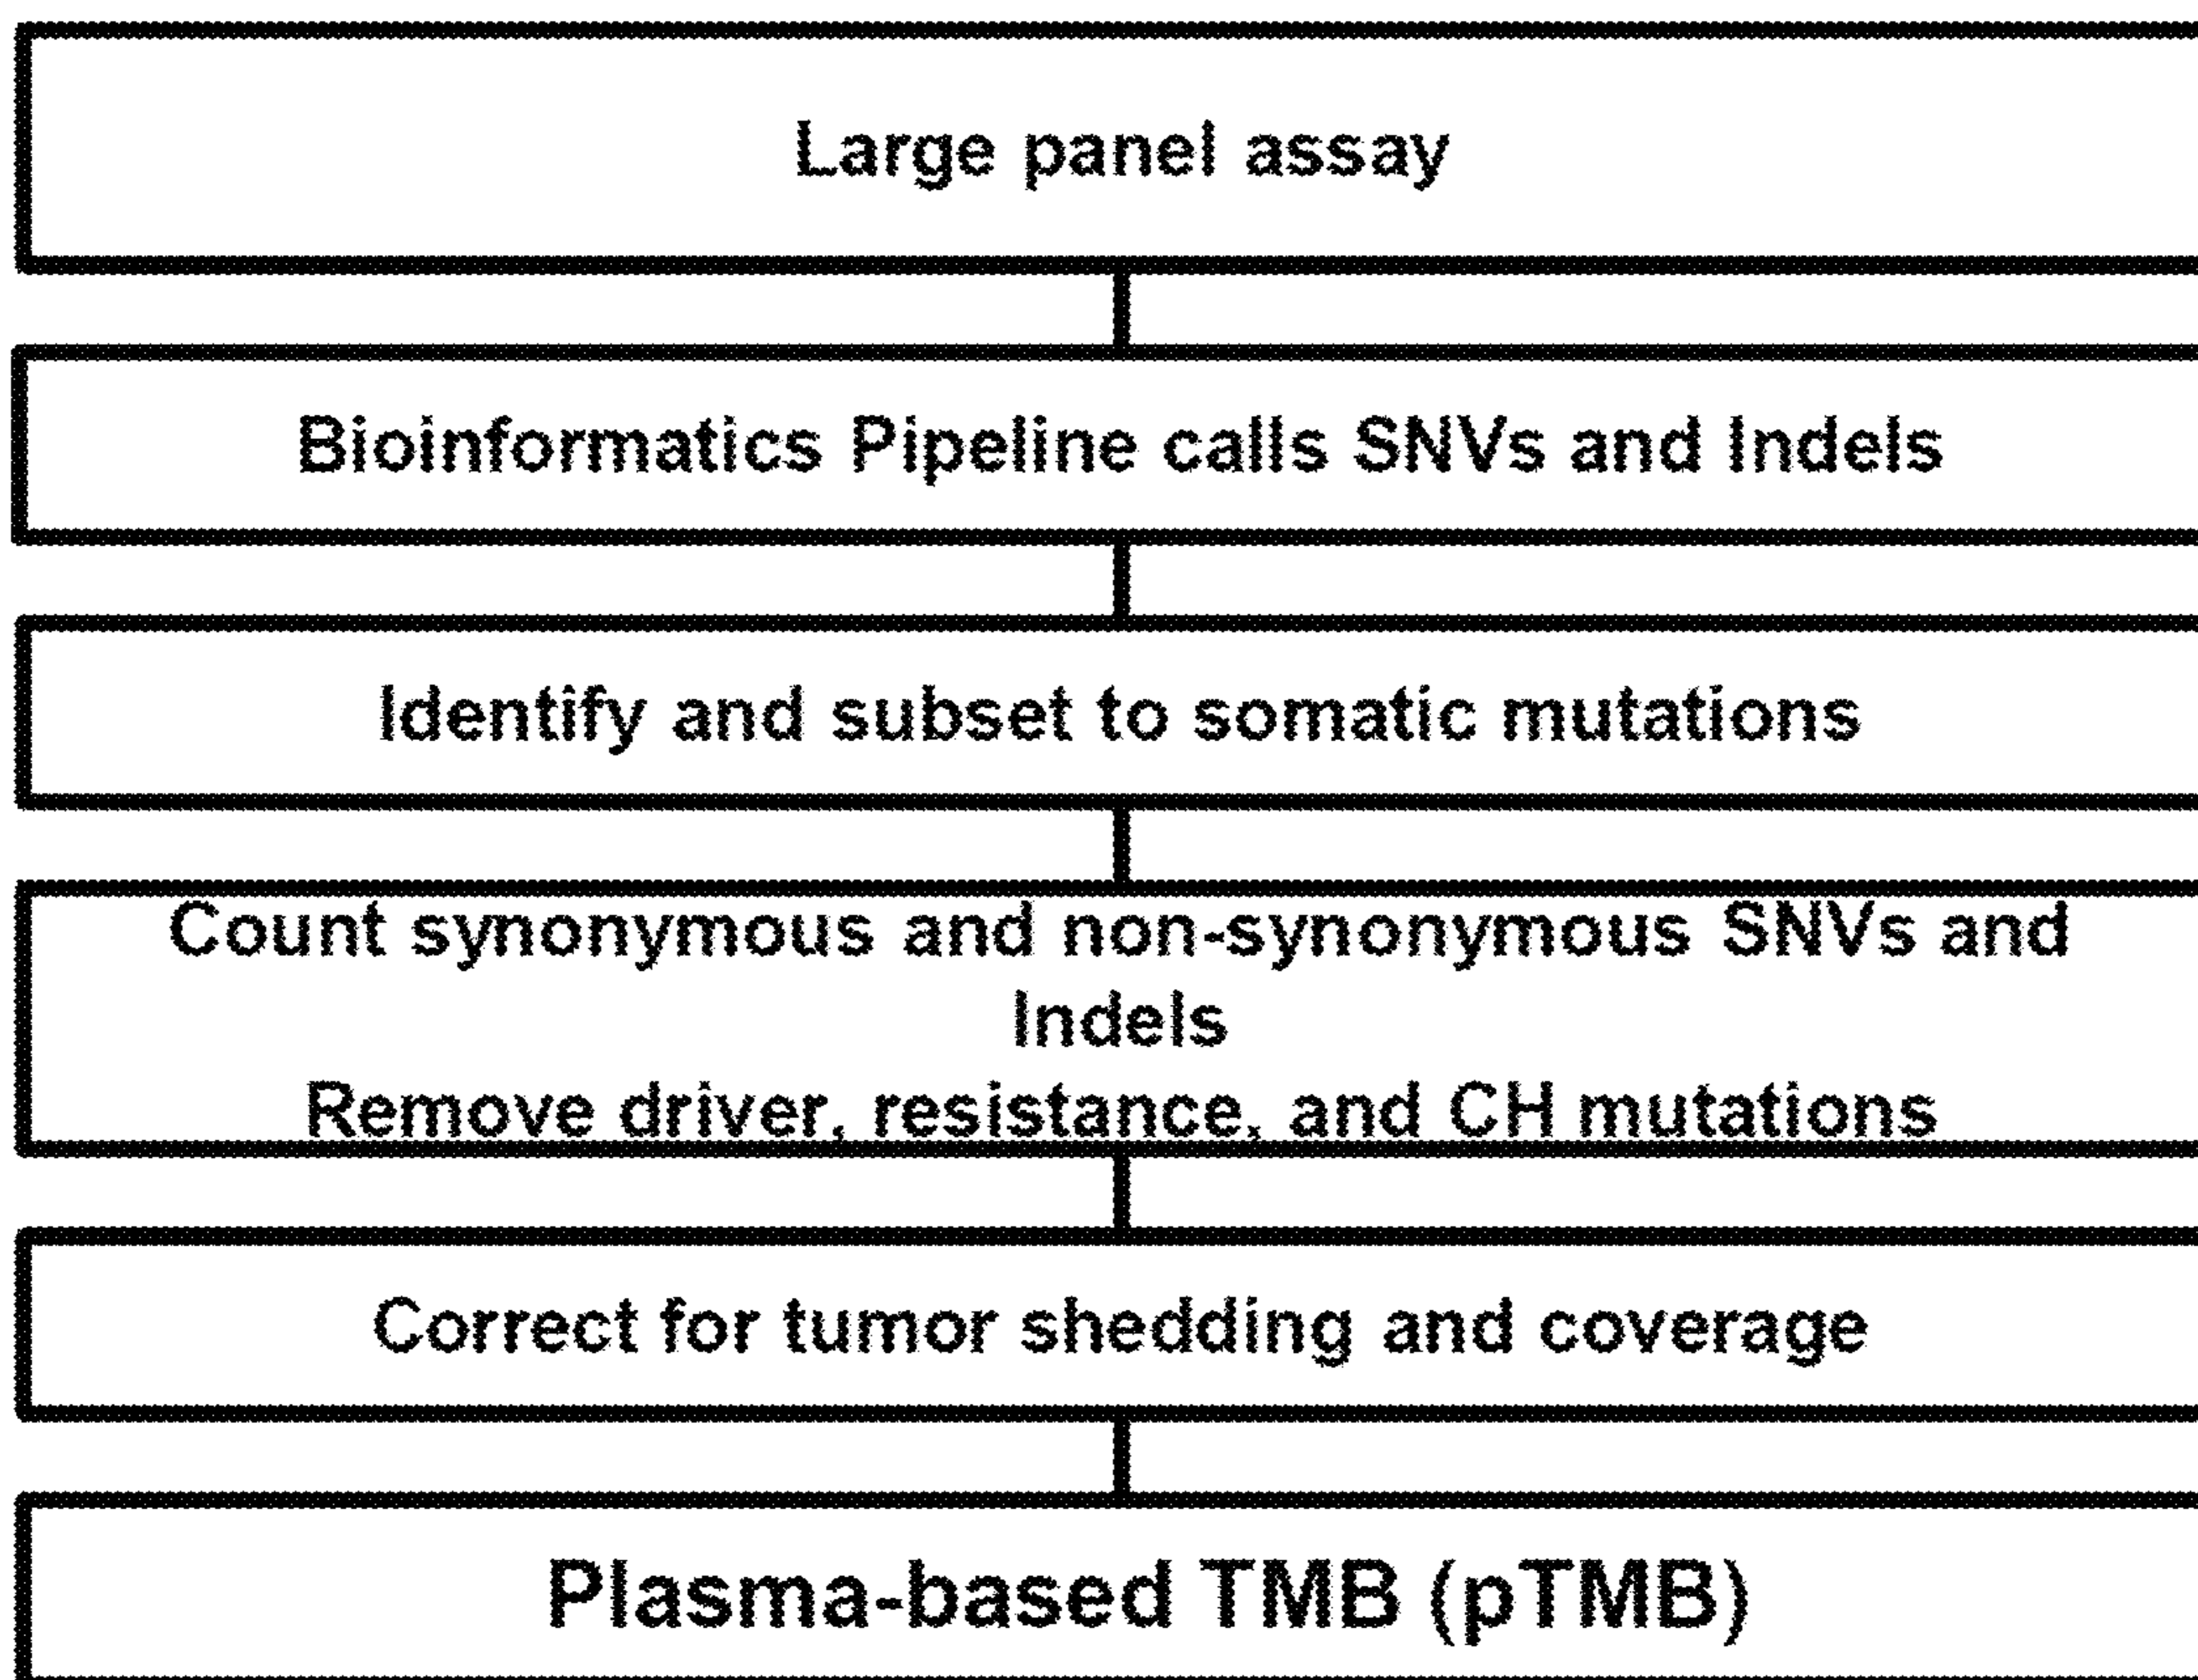 Large panel assay
Bioinformatics Pipeline calls SNVs and Indels
Identify and subset to somatic mutations
Count synonymous and non-synonymous SNVs and
Indels
Remove driver, resistance, and CH mutations
Correct for tumor shedding and coverage
Plasma-based TMB (pTMB)